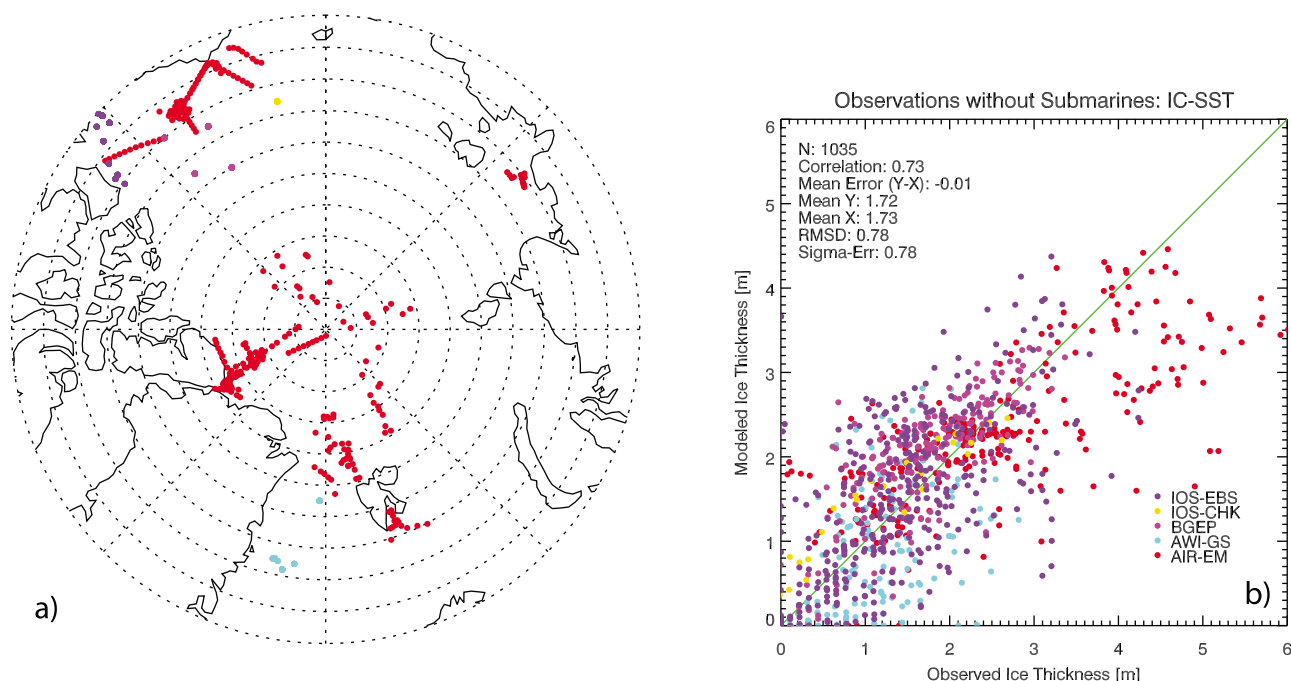 a)
Observations without Submarines: IC-SST
N: 1035
Correlation: 0.73
Mean Error (Y-X): -0.01
Mean Y: 1.72
Mean X: 1.73
RMSD: 0.78
Sigma-Err: 0.78
6
5
4
3
2
1
0
Modeled Ice Thickness [m]
IOS-EBS
IOS-CHK
BGEP
AWI-GS
AIR-EM
b)
0 1 2 3 4 5 6
Observed Ice Thickness [m]